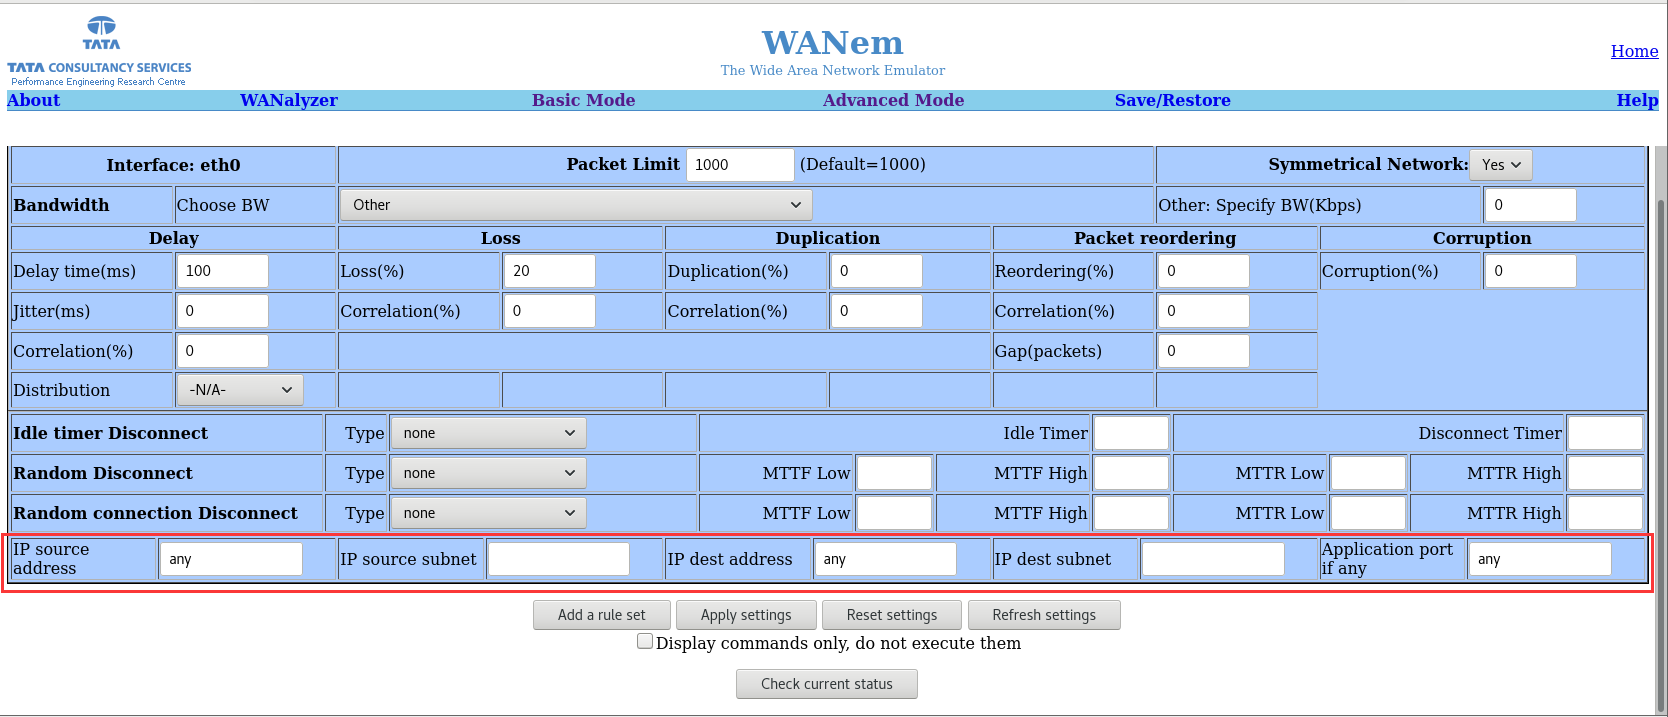 TATA
TATA CONSULTANCY SERVICES
Performance Engineering Research Centre
WANem
The Wide Area Network Emulator
Home
About WANalyzer Basic Mode Advanced Mode Save/Restore Help
Interface: eth0 Packet Limit 1000 (Default=1000) Symmetrical Network: Yes
Bandwidth Choose BW Other Other: Specify BW(Kbps) 0
Delay Loss Duplication Packet reordering Corruption
Delay time(ms) 100 Loss(%) 20 Duplication(%) 0 Reordering(%) 0 Corruption(%) 0
Jitter(ms) 0 Correlation(%) 0 Correlation(%) 0 Correlation(%) 0
Correlation(%) 0 Gap(packets) 0
Distribution -N/A-
Idle timer Disconnect Type none Idle Timer Disconnect Timer
Random Disconnect Type none MTTF Low MTTF High MTTR Low MTTR High
Random connection Disconnect Type none MTTF Low MTTF High MTTR Low MTTR High
IP source address any IP source subnet IP dest address any IP dest subnet Application port if any any
Add a rule set Apply settings Reset settings Refresh settings
Display commands only, do not execute them
Check current status